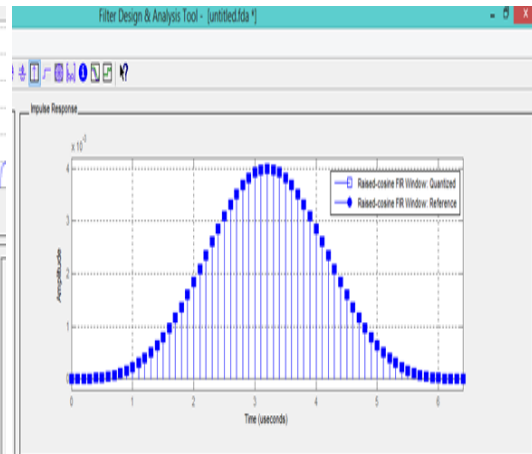 Filter Design & Analysis Tool - [untitled.fda *]
Impulse Response
x 10
4
3
2
1
0
Amplitude
Raised-cosine FIR Window: Quantized
Raised-cosine FIR Window: Reference
0 1 2 3 4 5 6
Time (useconds)